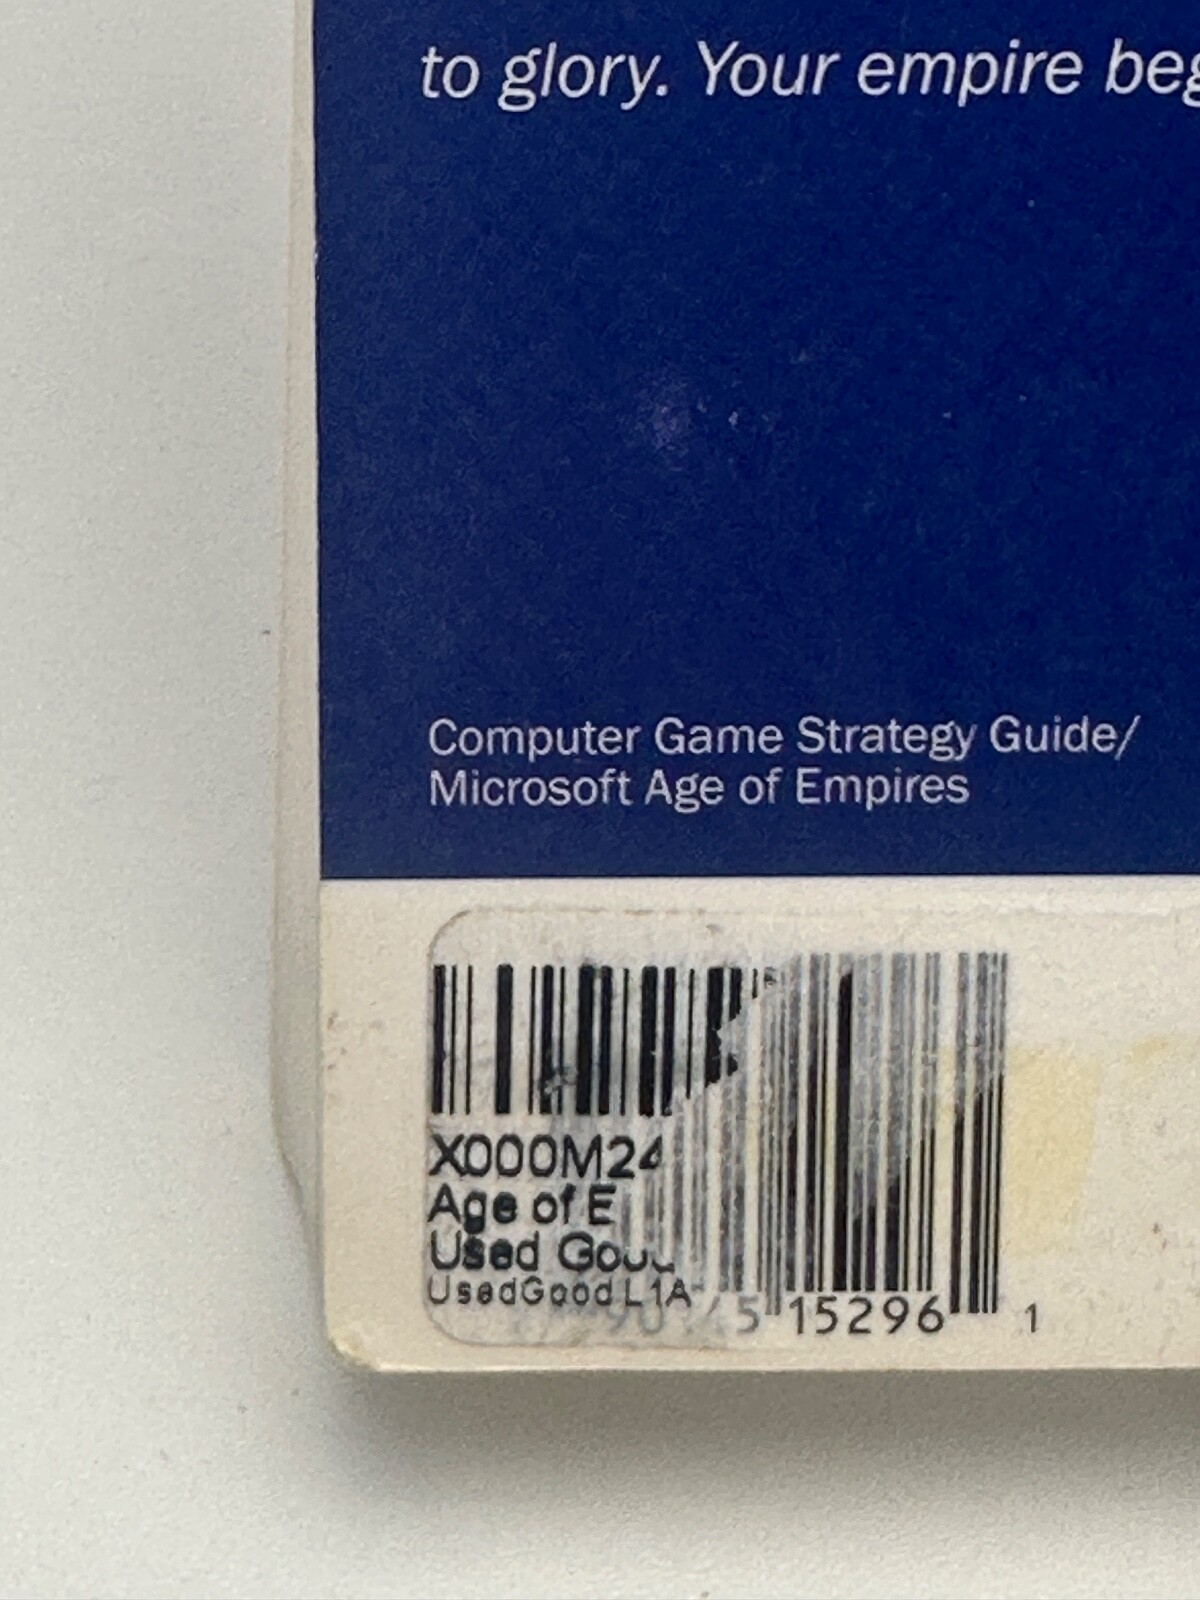 to glory. Your empire beg
Computer Game Strategy Guide/
Microsoft Age of Empires
X000M24
Age of E
Used Good
UsedGood L1A
15296 1